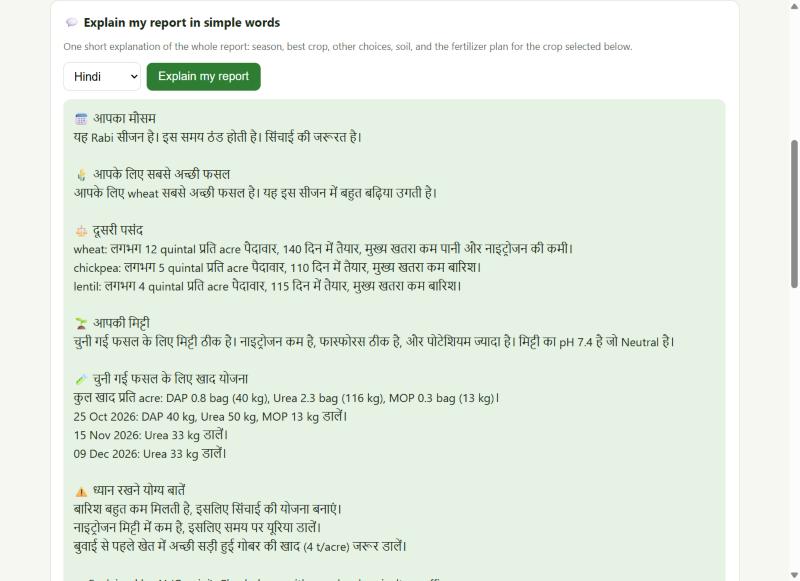 Explain my report in simple words
One short explanation of the whole report: season, best crop, other choices, soil, and the fertilizer plan for the crop selected below.
Hindi Explain my report
आपका मौसम
यह Rabi सीजन है। इस समय ठंड होती है। सिंचाई की जरूरत है।
आपके लिए सबसे अच्छी फसल
आपके लिए wheat सबसे अच्छी फसल है। यह इस सीजन में बहुत बढ़िया उगती है।
दूसरी पसंद
wheat: लगभग 12 quintal प्रति acre पैदावार, 140 दिन में तैयार, मुख्य खतरा कम पानी और नाइट्रोजन की कमी।
chickpea: लगभग 5 quintal प्रति acre पैदावार, 110 दिन में तैयार, मुख्य खतरा कम बारिश।
lentil: लगभग 4 quintal प्रति acre पैदावार, 115 दिन में तैयार, मुख्य खतरा कम बारिश।
आपकी मिट्टी
चुनी गई फसल के लिए मिट्टी ठीक है। नाइट्रोजन कम है, फास्फोरस ठीक है, और पोटेशियम ज्यादा है। मिट्टी का pH 7.4 है जो Neutral है।
चुनी गई फसल के लिए खाद योजना
कुल खाद प्रति acre: DAP 0.8 bag (40 kg), Urea 2.3 bag (116 kg), MOP 0.3 bag (13 kg)।
25 Oct 2026: DAP 40 kg, Urea 50 kg, MOP 13 kg डालें।
15 Nov 2026: Urea 33 kg डालें।
09 Dec 2026: Urea 33 kg डालें।
ध्यान रखने योग्य बातें
बारिश बहुत कम मिलती है, इसलिए सिंचाई की योजना बनाएं।
नाइट्रोजन मिट्टी में कम है, इसलिए समय पर यूरिया डालें।
बुवाई से पहले खेत में अच्छी सड़ी हुई गोबर की खाद (4 t/acre) जरूर डालें।